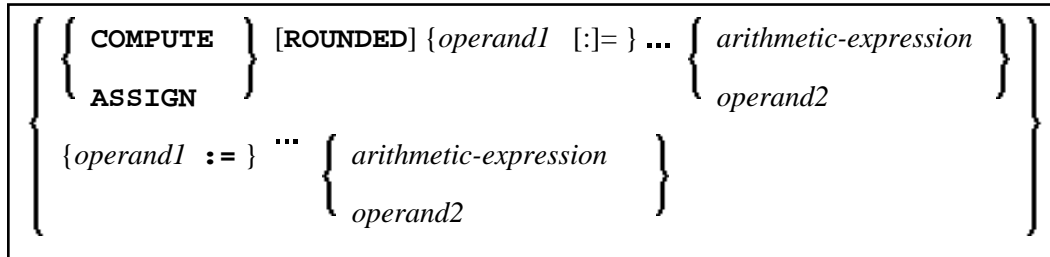 COMPUTE [ROUNDED] {operand1 [:]= } ... arithmetic-expression
ASSIGN operand2
{operand1 := } ... arithmetic-expression
operand2